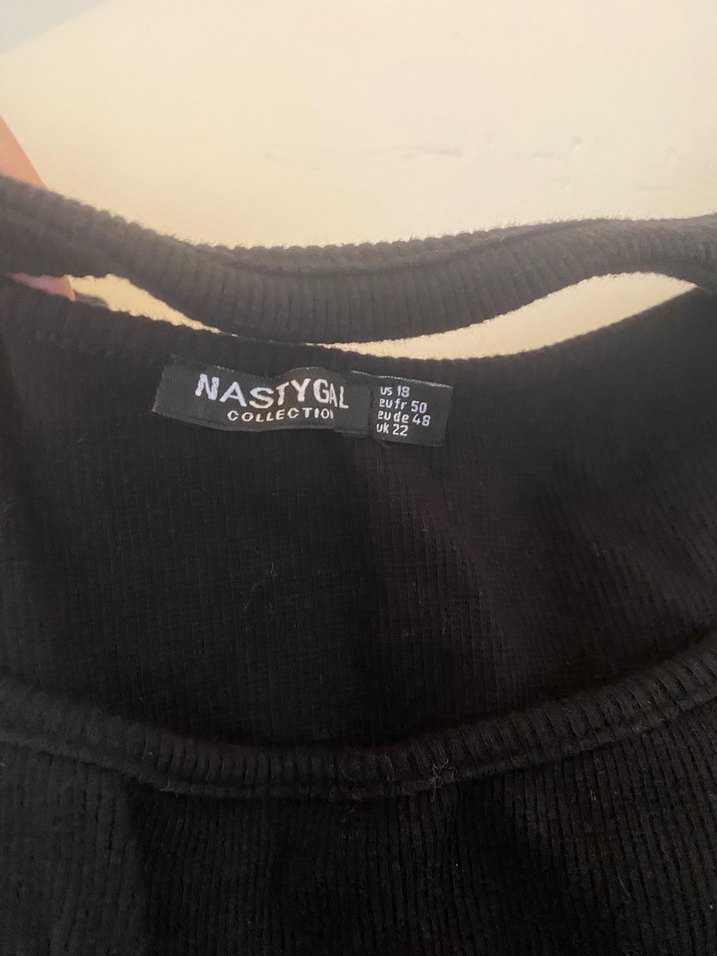 NASTYGAL
COLLECTION
us 18
eu fr 50
eu de 48
uk 22